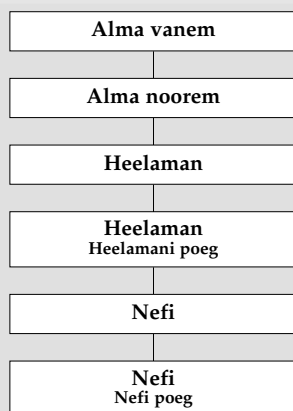 Alma vanem
Alma noorem
Heelaman
Heelaman
Heelamani poeg
Nefi
Nefi
Nefi poeg